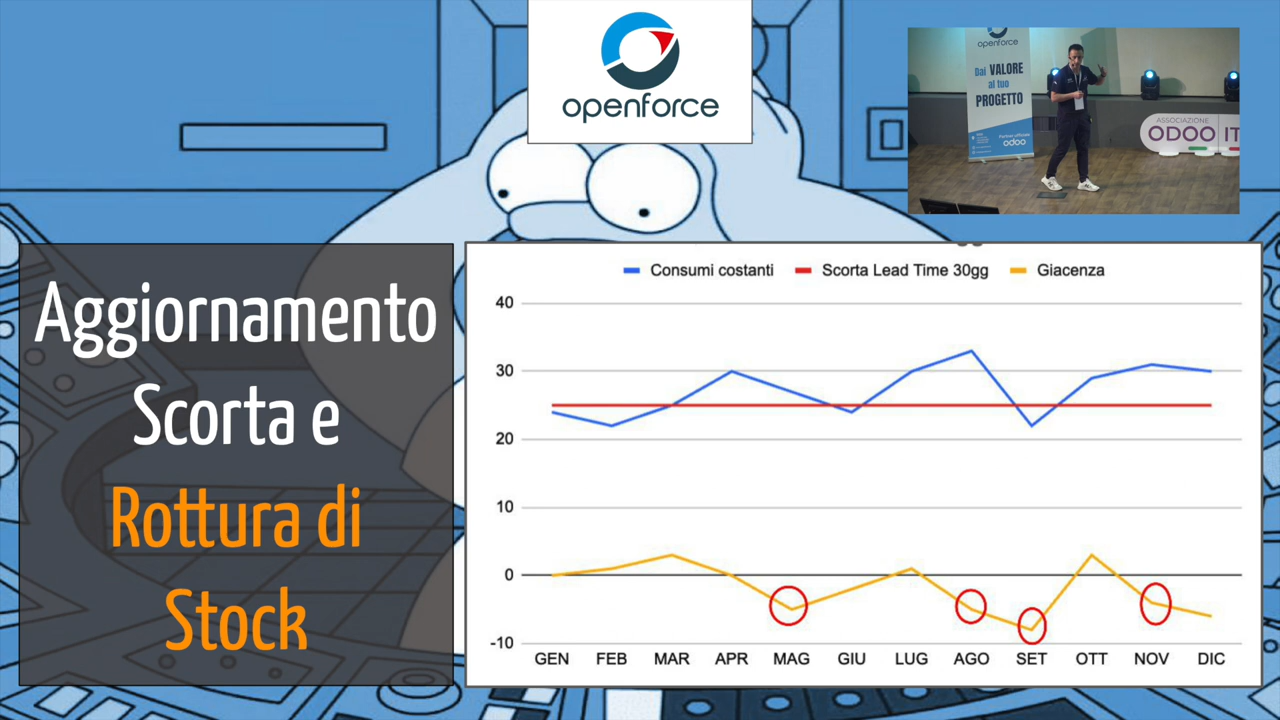 openforce
openforce
Dai VALORE
al tuo
PROGETTO
odoo
ASSOCIAZIONE
ODOO IT
Aggiornamento
Scorta e
Rottura di
Stock
Consumi costanti Scorta Lead Time 30gg Giacenza
40
30
20
10
0
-10
GEN FEB MAR APR MAG GIU LUG AGO SET OTT NOV DIC